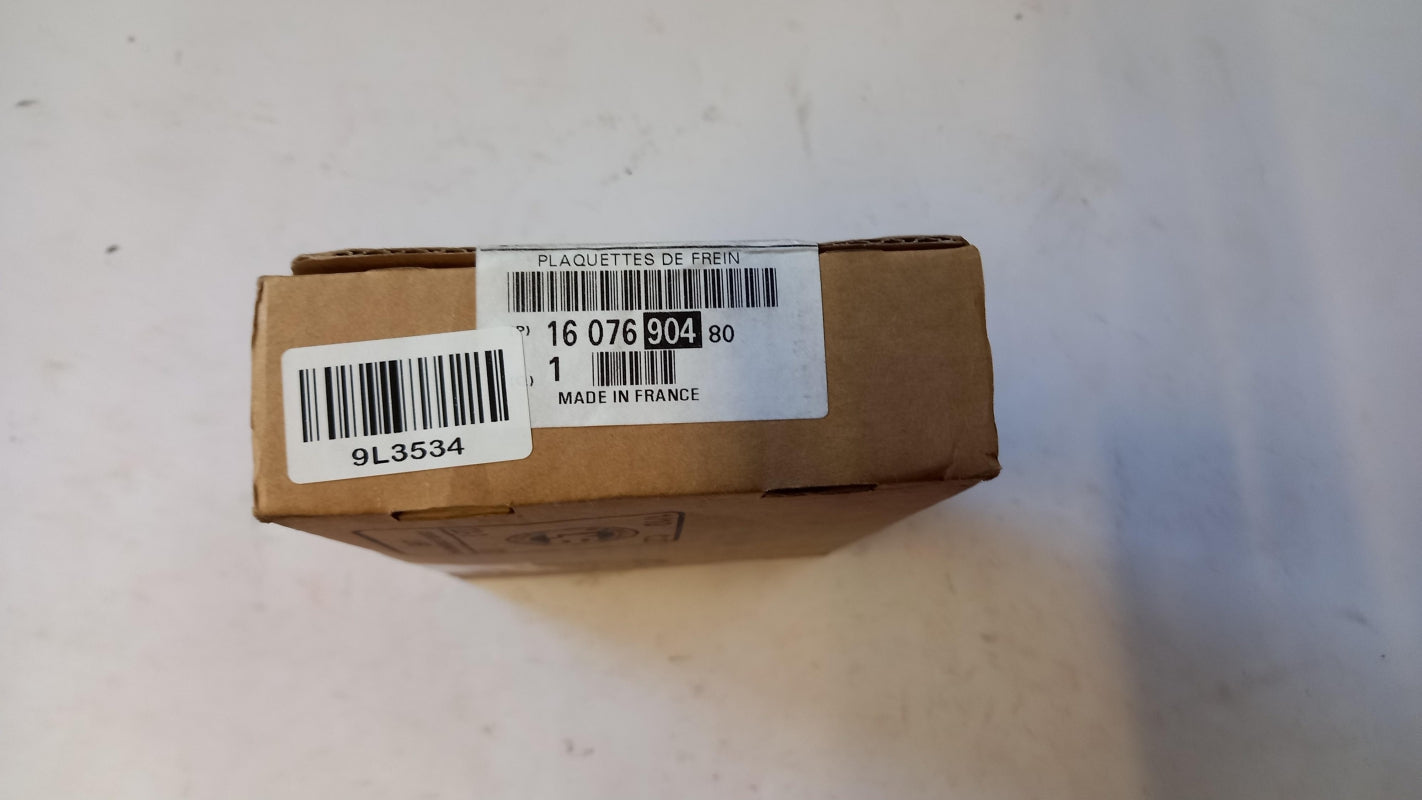 PLAQUETTES DE FREIN
P) 16 076 904 80
) 1
MADE IN FRANCE
9L3534